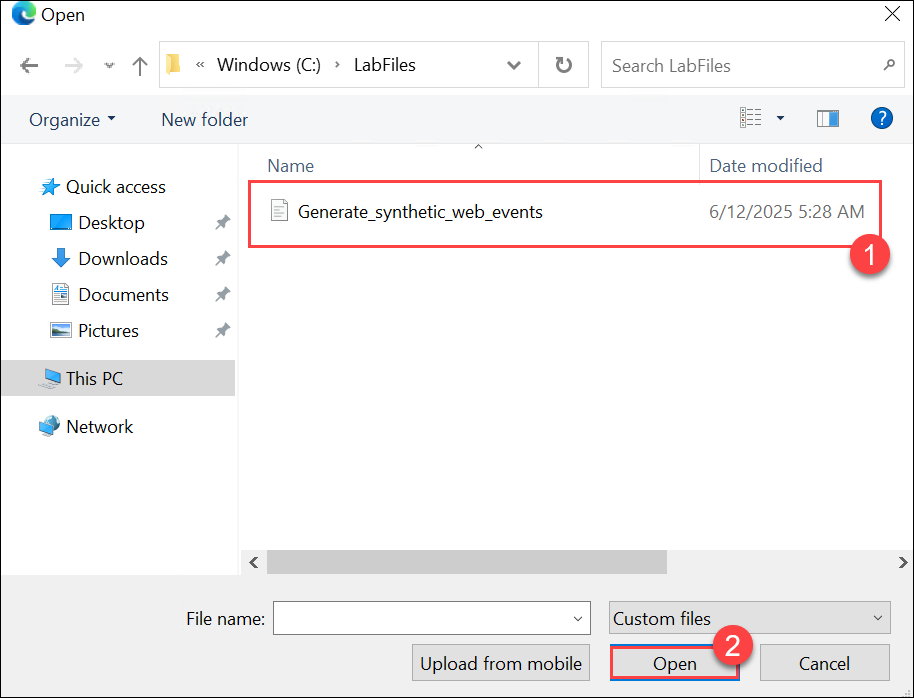 Open
« Windows (C:) › LabFiles
Search LabFiles
Organize
New folder
?
Name
Date modified
Quick access
Desktop
Downloads
Documents
Pictures
This PC
Network
Generate_synthetic_web_events
6/12/2025 5:28 AM
1
File name:
Custom files
2
Upload from mobile
Open
Cancel